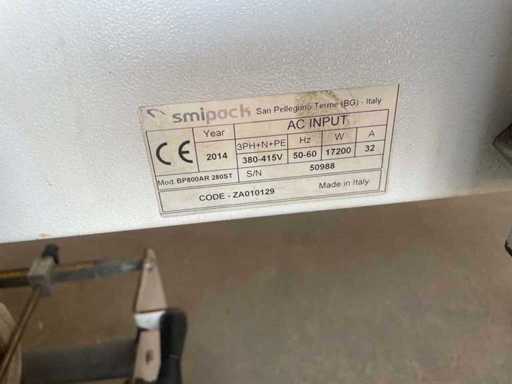 smipack San Pellegrino Terme (BG) - Italy
Year AC INPUT
CE 2014 3PH+N+PE Hz W A
380-415V 50-60 17200 32
Mod. BP800AR 280ST S/N 50988
CODE - ZA010129 Made in Italy